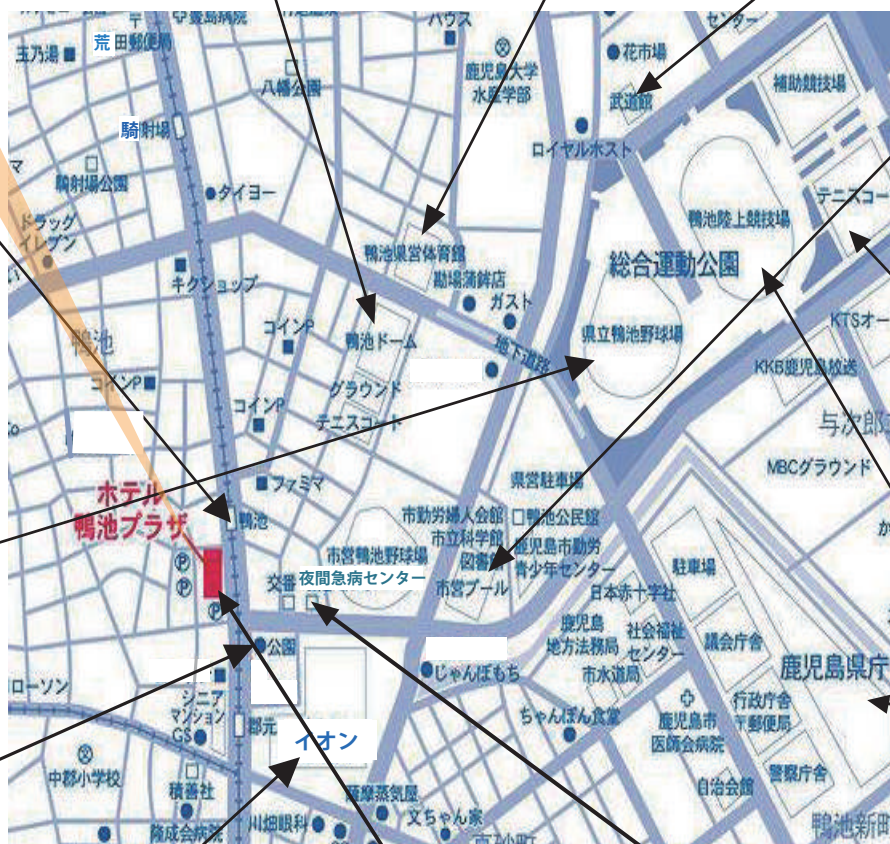 豊島病院
荒田郵便局
玉乃湯
八幡公園
ハウス
鹿児島大学
水産学部
センター
花市場
武道館
補助競技場
騎射場
ロイヤルホスト
マ
騎射場公園
タイヨー
ドラッグ
イレブン
い
キクショップ
鴨池県営体育館
勘場蒲鉾店
ガスト
鴨池陸上競技場
テニスコー
総合運動公園
県立鴨池野球場
KTSオー
KKB鹿児島放送
地下道路
鴨池
コインP
鴨池ドーム
グラウンド
テニスコート
コインP
コインP
与次郎
MBCグラウンド
ホテル
鴨池プラザ
ファミマ
鴨池
県営駐車場
市勤労婦人会館
鴨池公民館
市立科学館
図書館
鹿児島市勤労
青少年センター
市営鴨池野球場
交番
夜間急病センター
市営プール
P
P
P
日本赤十字社
駐車場
鹿児島
地方法務局
社会福祉
センター
市水道局
議会庁舎
鹿児島県庁
公園
じゃんぼもち
ローソン
シニア
マンション
GS
郡元
イオン
ちゃんぽん食堂
鹿児島市
医師会病院
行政庁舎
〒郵便局
警察庁舎
自治会館
中郡小学校
積善社
隆成会病院
川畑眼科
薩摩蒸気屋
文ちゃん家
鴨池新町